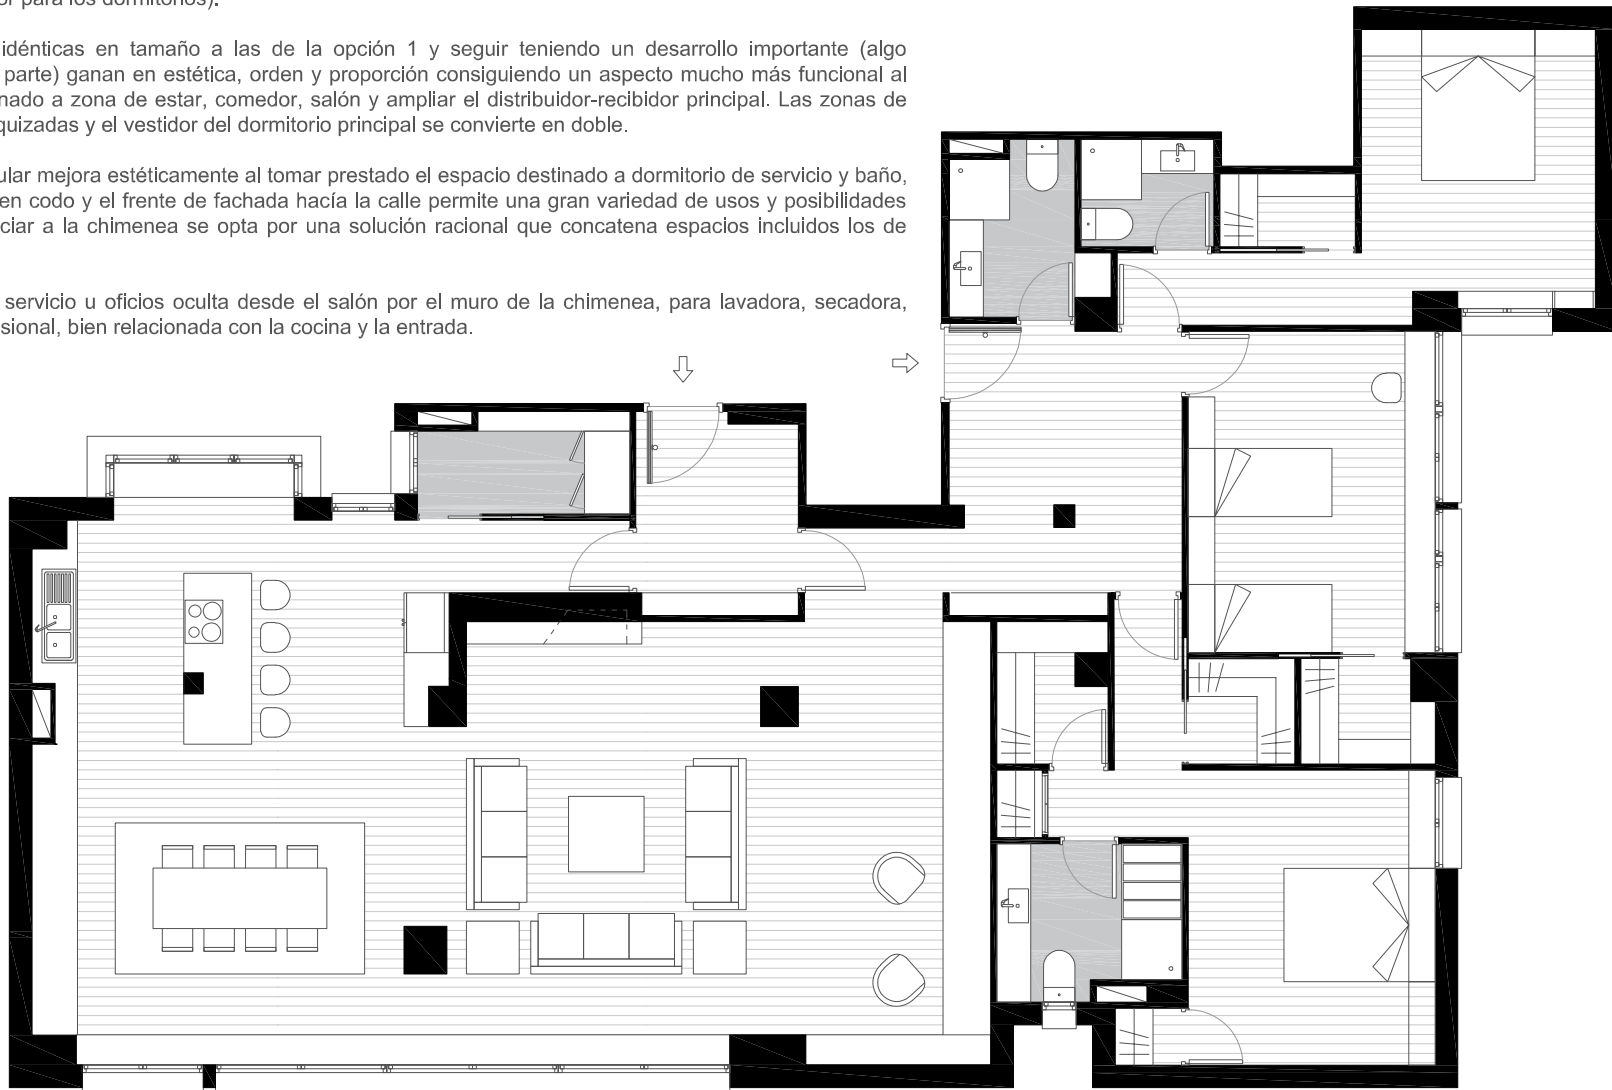 or para los dormitorios).
idénticas en tamaño a las de la opción 1 y seguir teniendo un desarrollo importante (algo
parte) ganan en estética, orden y proporción consiguiendo un aspecto mucho más funcional al
nado a zona de estar, comedor, salón y ampliar el distribuidor-recibidor principal. Las zonas de
quizadas y el vestidor del dormitorio principal se convierte en doble.
ular mejora estéticamente al tomar prestado el espacio destinado a dormitorio de servicio y baño,
en codo y el frente de fachada hacía la calle permite una gran variedad de usos y posibilidades
ciar a la chimenea se opta por una solución racional que concatena espacios incluidos los de
servicio u oficios oculta desde el salón por el muro de la chimenea, para lavadora, secadora,
sional, bien relacionada con la cocina y la entrada.